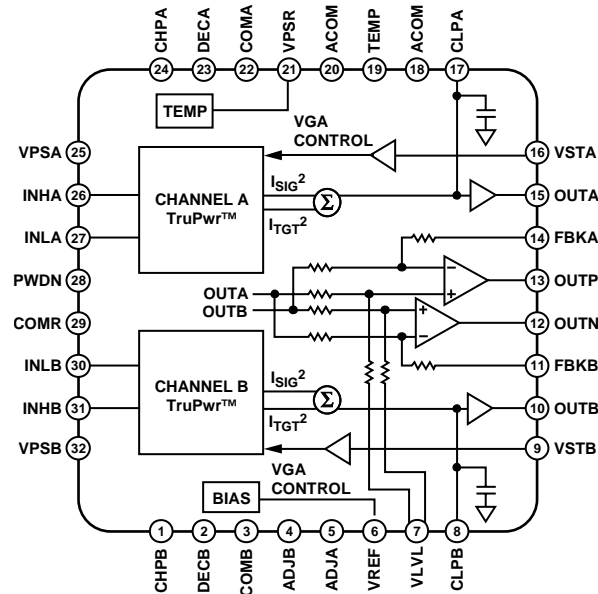 CHPA
DECA
COMA
VPSR
ACOM
TEMP
ACOM
CLPA
24
23
22
21
20
19
18
17
TEMP
VGA
CONTROL
VPSA 25
16 VSTA
INHA 26
CHANNEL A
TruPwr™
I_SIG²
Σ
15 OUTA
INLA 27
I_TGT²
14 FBKA
PWDN 28
−
+
13 OUTP
OUTA
OUTB
COMR 29
+
−
12 OUTN
INLB 30
11 FBKB
CHANNEL B
TruPwr™
I_SIG²
Σ
INHB 31
I_TGT²
10 OUTB
VPSB 32
9 VSTB
VGA
CONTROL
BIAS
1
2
3
4
5
6
7
8
CHPB
DECB
COMB
ADJB
ADJA
VREF
VLVL
CLPB